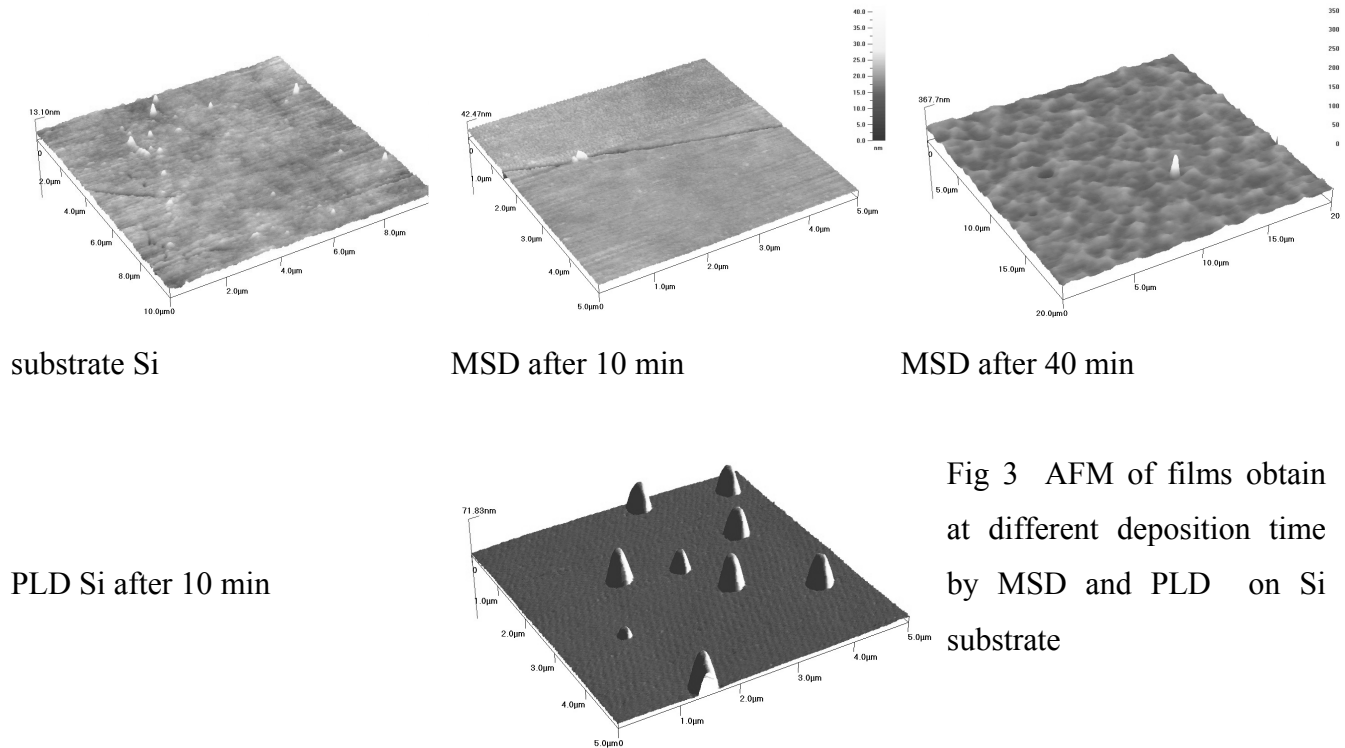 40.0
35.0
30.0
25.0
20.0
15.0
10.0
5.0
0.0
nm
350
300
250
200
150
100
50
0
13.10nm
0
2.0µm
4.0µm
6.0µm
8.0µm
10.0µm0
2.0µm
4.0µm
6.0µm
8.0µm
42.47nm
0
1.0µm
2.0µm
3.0µm
4.0µm
5.0µm0
1.0µm
2.0µm
3.0µm
4.0µm
5.0µm
367.7nm
0
5.0µm
10.0µm
15.0µm
20.0µm0
5.0µm
10.0µm
15.0µm
20
substrate Si
MSD after 10 min
MSD after 40 min
PLD Si after 10 min
71.83nm
0
1.0µm
2.0µm
3.0µm
4.0µm
5.0µm0
1.0µm
2.0µm
3.0µm
4.0µm
5.0µm
Fig 3 AFM of films obtain
at different deposition time
by MSD and PLD on Si
substrate